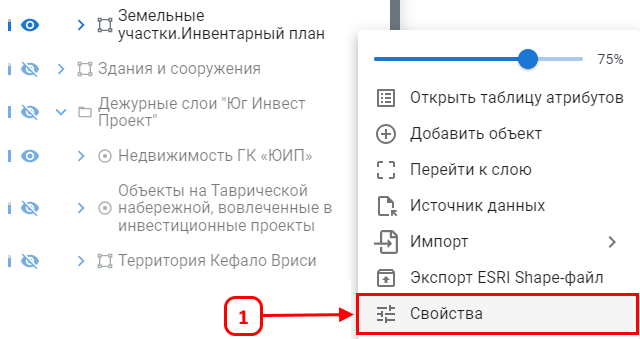 Земельные
участки.Инвентарный план
Здания и сооружения
Дежурные слои "Юг Инвест
Проект"
Недвижимость ГК «ЮИП»
Объекты на Таврической
набережной, вовлеченные в
инвестиционные проекты
Территория Кефало Вриси
75%
Открыть таблицу атрибутов
Добавить объект
Перейти к слою
Источник данных
Импорт
Экспорт ESRI Shape-файл
1
Свойства